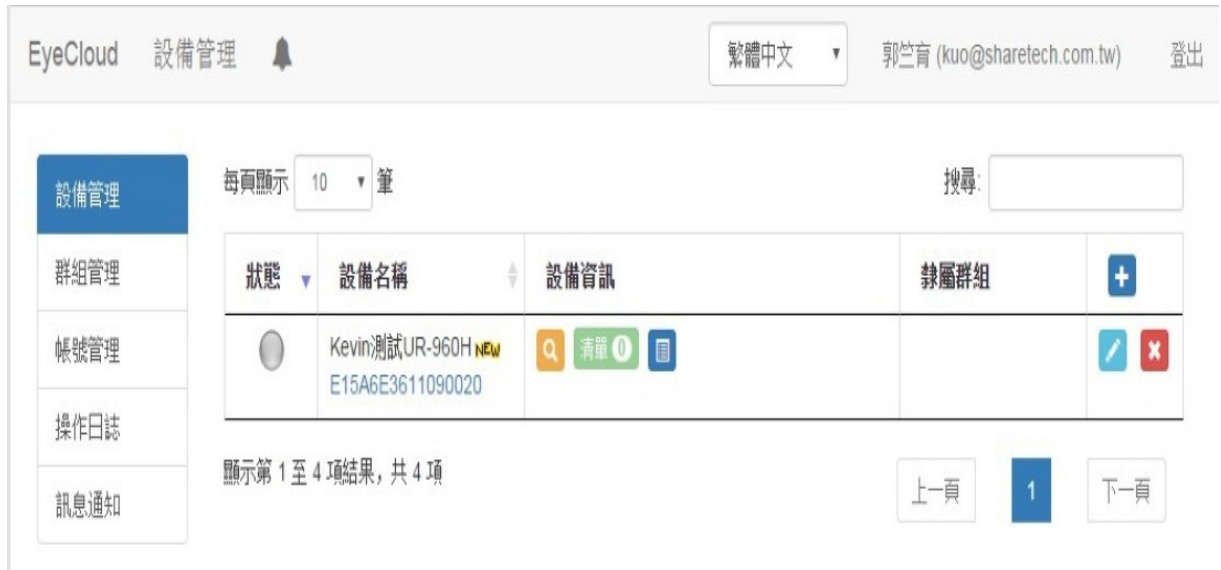 EyeCloud 設備管理 繁體中文 郭竺育 (kuo@sharetech.com.tw) 登出
設備管理
群組管理
帳號管理
操作日誌
訊息通知
每頁顯示 10 筆 搜尋:
狀態 設備名稱 設備資訊 隸屬群組
Kevin測試UR-960H NEW 清單 0
E15A6E3611090020
顯示第 1 至 4 項結果，共 4 項
上一頁 1 下一頁